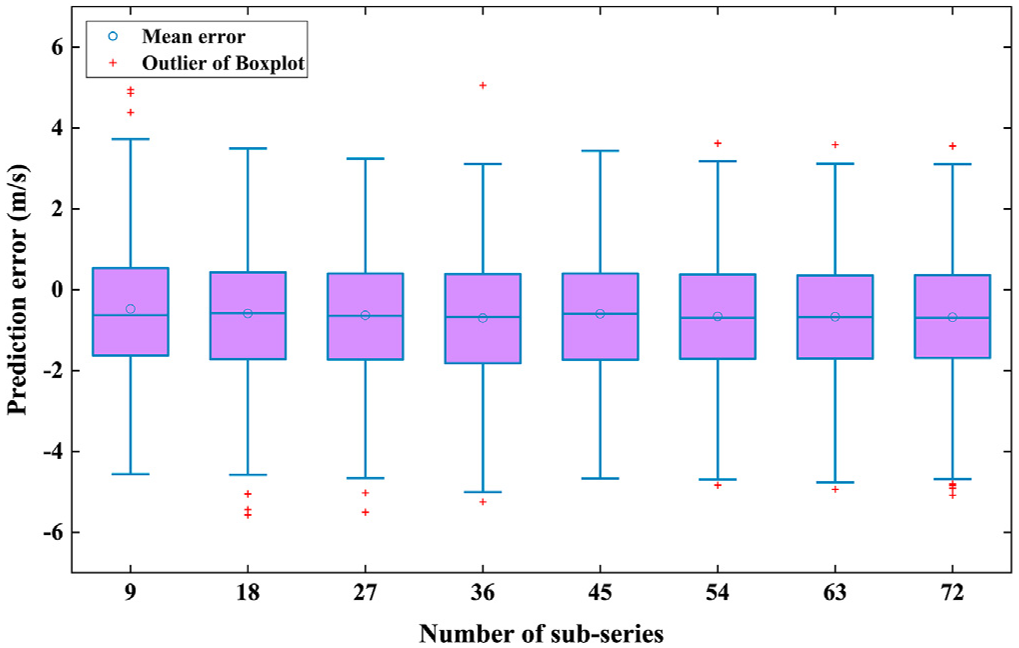 Mean error
Outlier of Boxplot
Prediction error (m/s)
6
4
2
0
-2
-4
-6
9 18 27 36 45 54 63 72
Number of sub-series